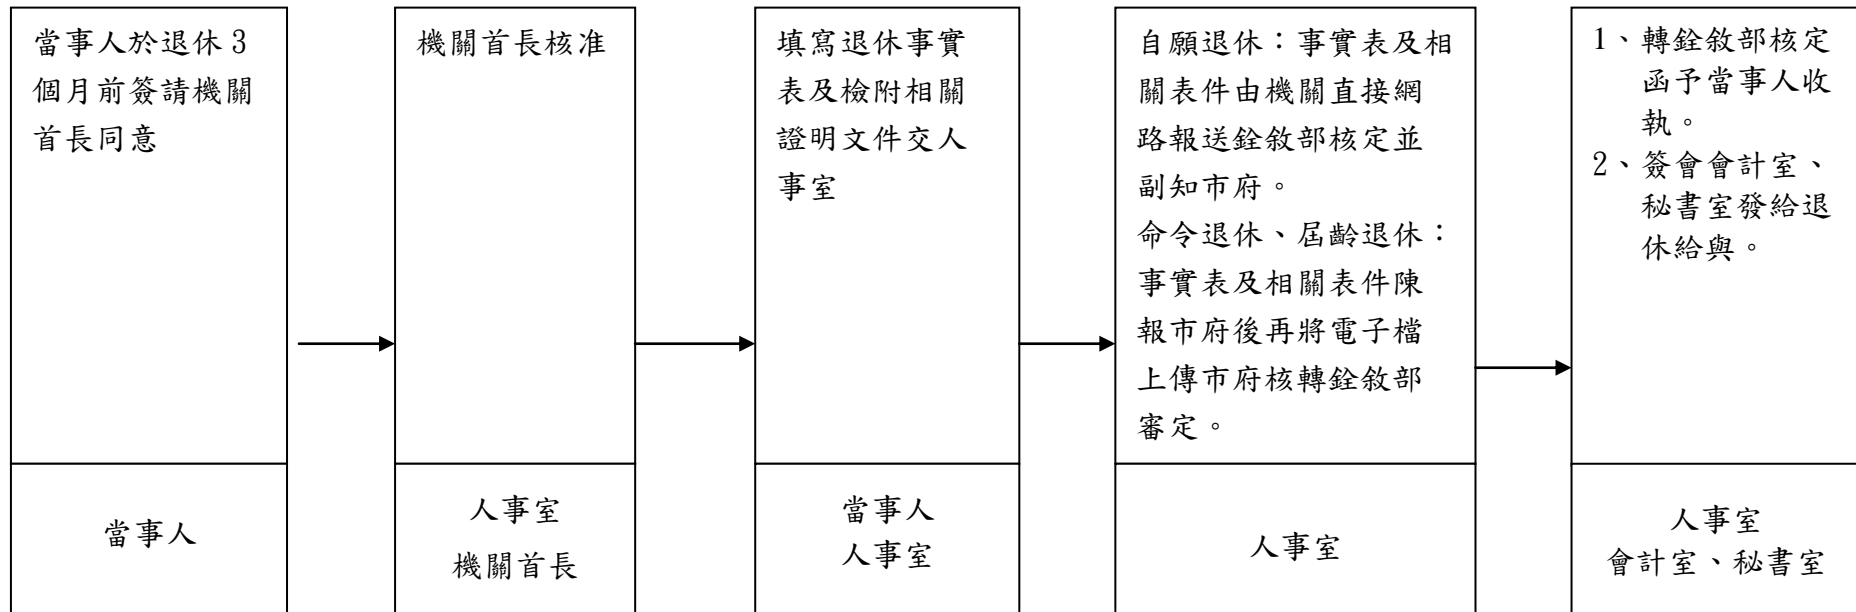 當事人於退休 3
個月前簽請機關
首長同意
當事人
機關首長核准
人事室
機關首長
填寫退休事實
表及檢附相關
證明文件交人
事室
當事人
人事室
自願退休：事實表及相
關表件由機關直接網
路報送銓敘部核定並
副知市府。
命令退休、屆齡退休：
事實表及相關表件陳
報市府後再將電子檔
上傳市府核轉銓敘部
審定。
人事室
1、轉銓敘部核定
函予當事人收
執。
2、簽會會計室、
秘書室發給退
休給與。
人事室
會計室、秘書室